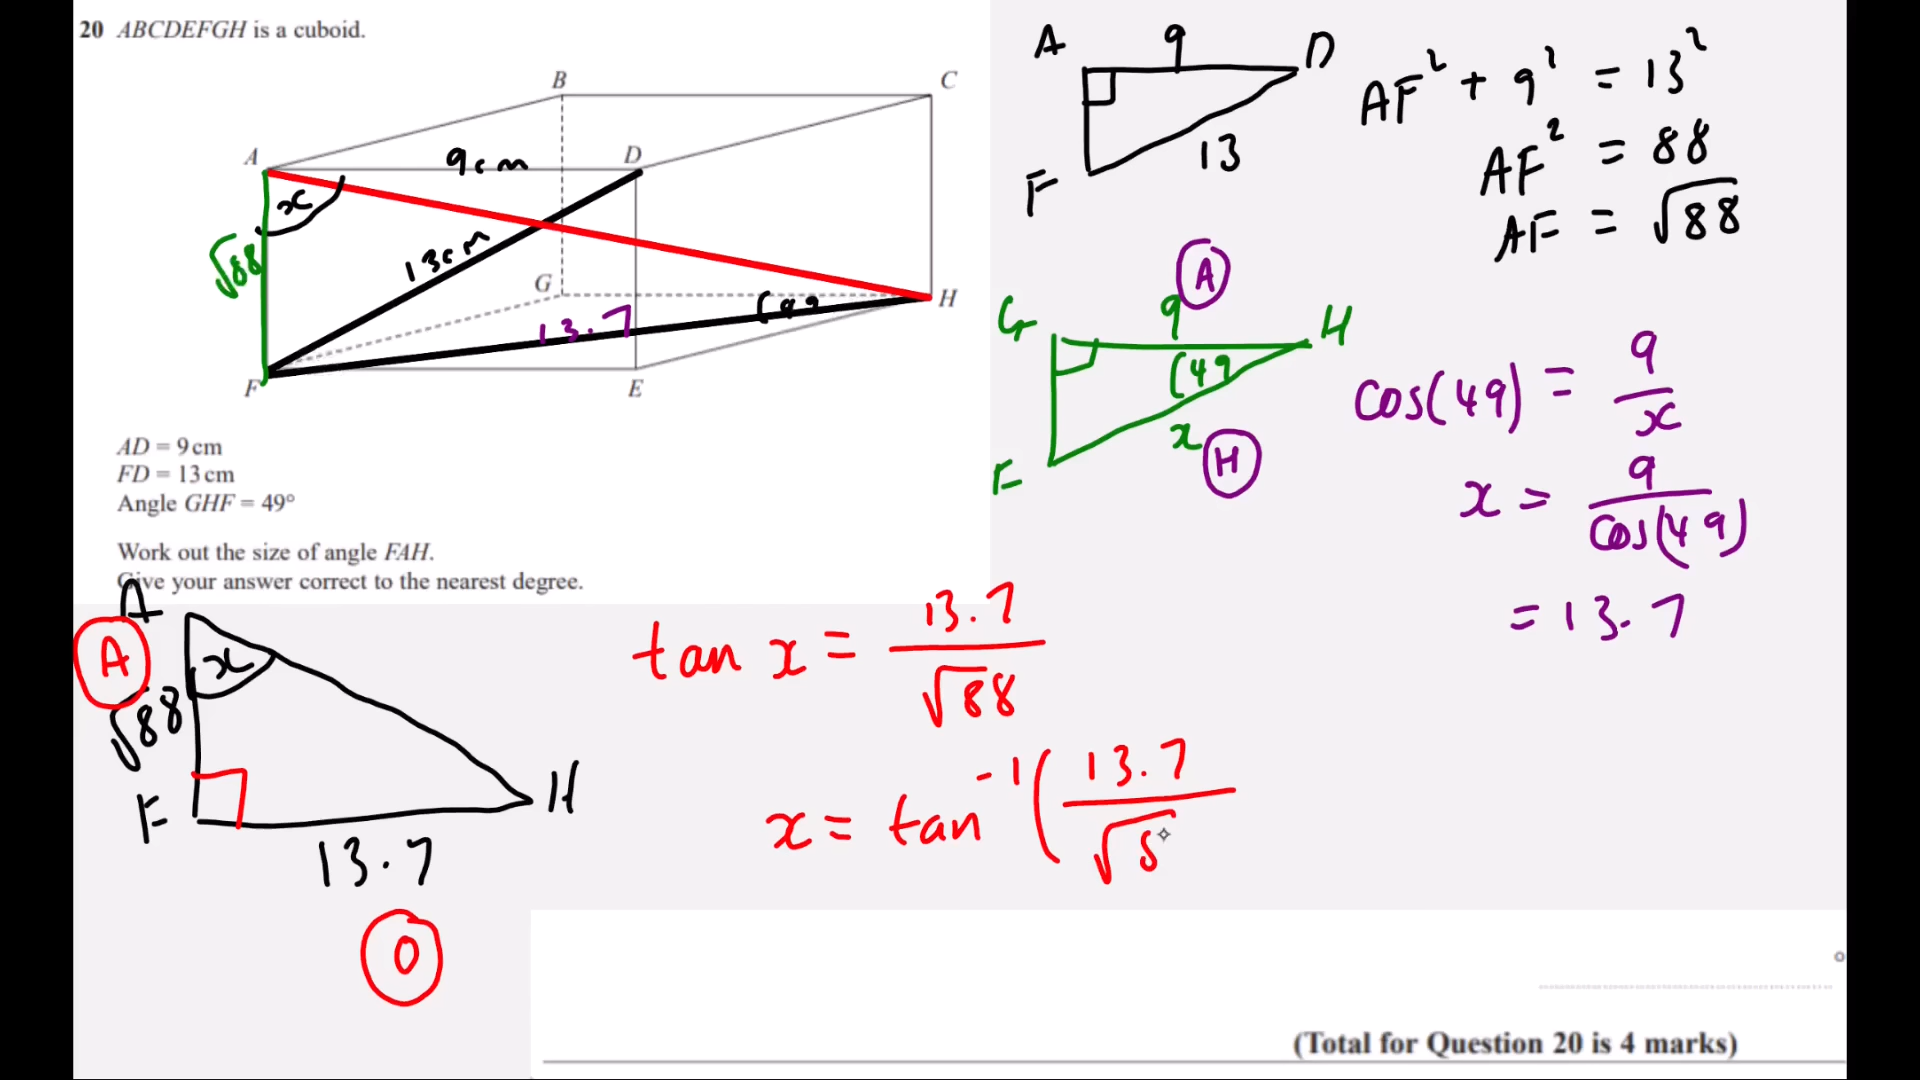 20 ABCDEFGH is a cuboid.
B
C
A
9cm
D
x
√88
13cm
G
H
13.7
(49
F
E
AD = 9 cm
FD = 13 cm
Angle GHF = 49°
Work out the size of angle FAH.
Give your answer correct to the nearest degree.
A
9
D
13
F
AF² + 9² = 13²
AF² = 88
AF = √88
A
G
9
H
(49
x
H
F
cos(49) = 9/x
x = 9/cos(49)
= 13.7
A
A
x
√88
F
H
13.7
O
tan x = 13.7/√88
x = tan⁻¹(13.7/√
°
(Total for Question 20 is 4 marks)